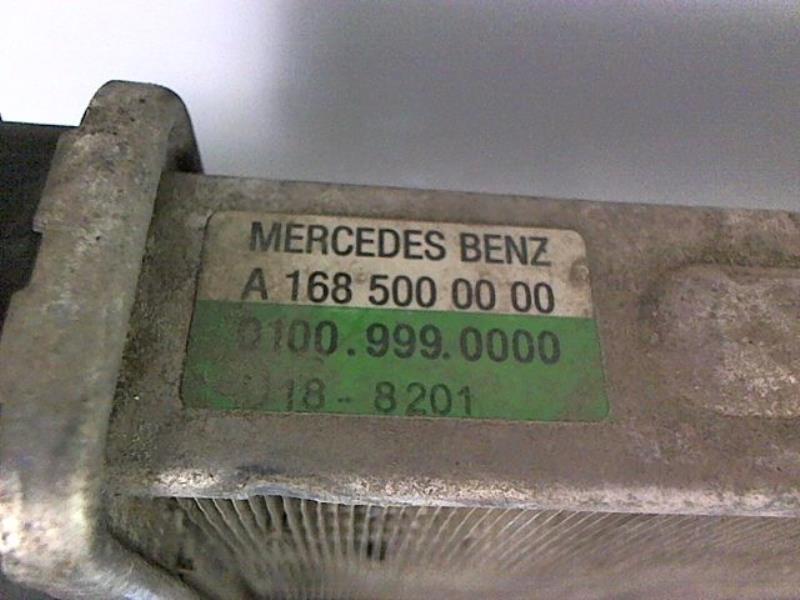 MERCEDES BENZ
A 168 500 00 00
0100.999.0000
18 - 8201